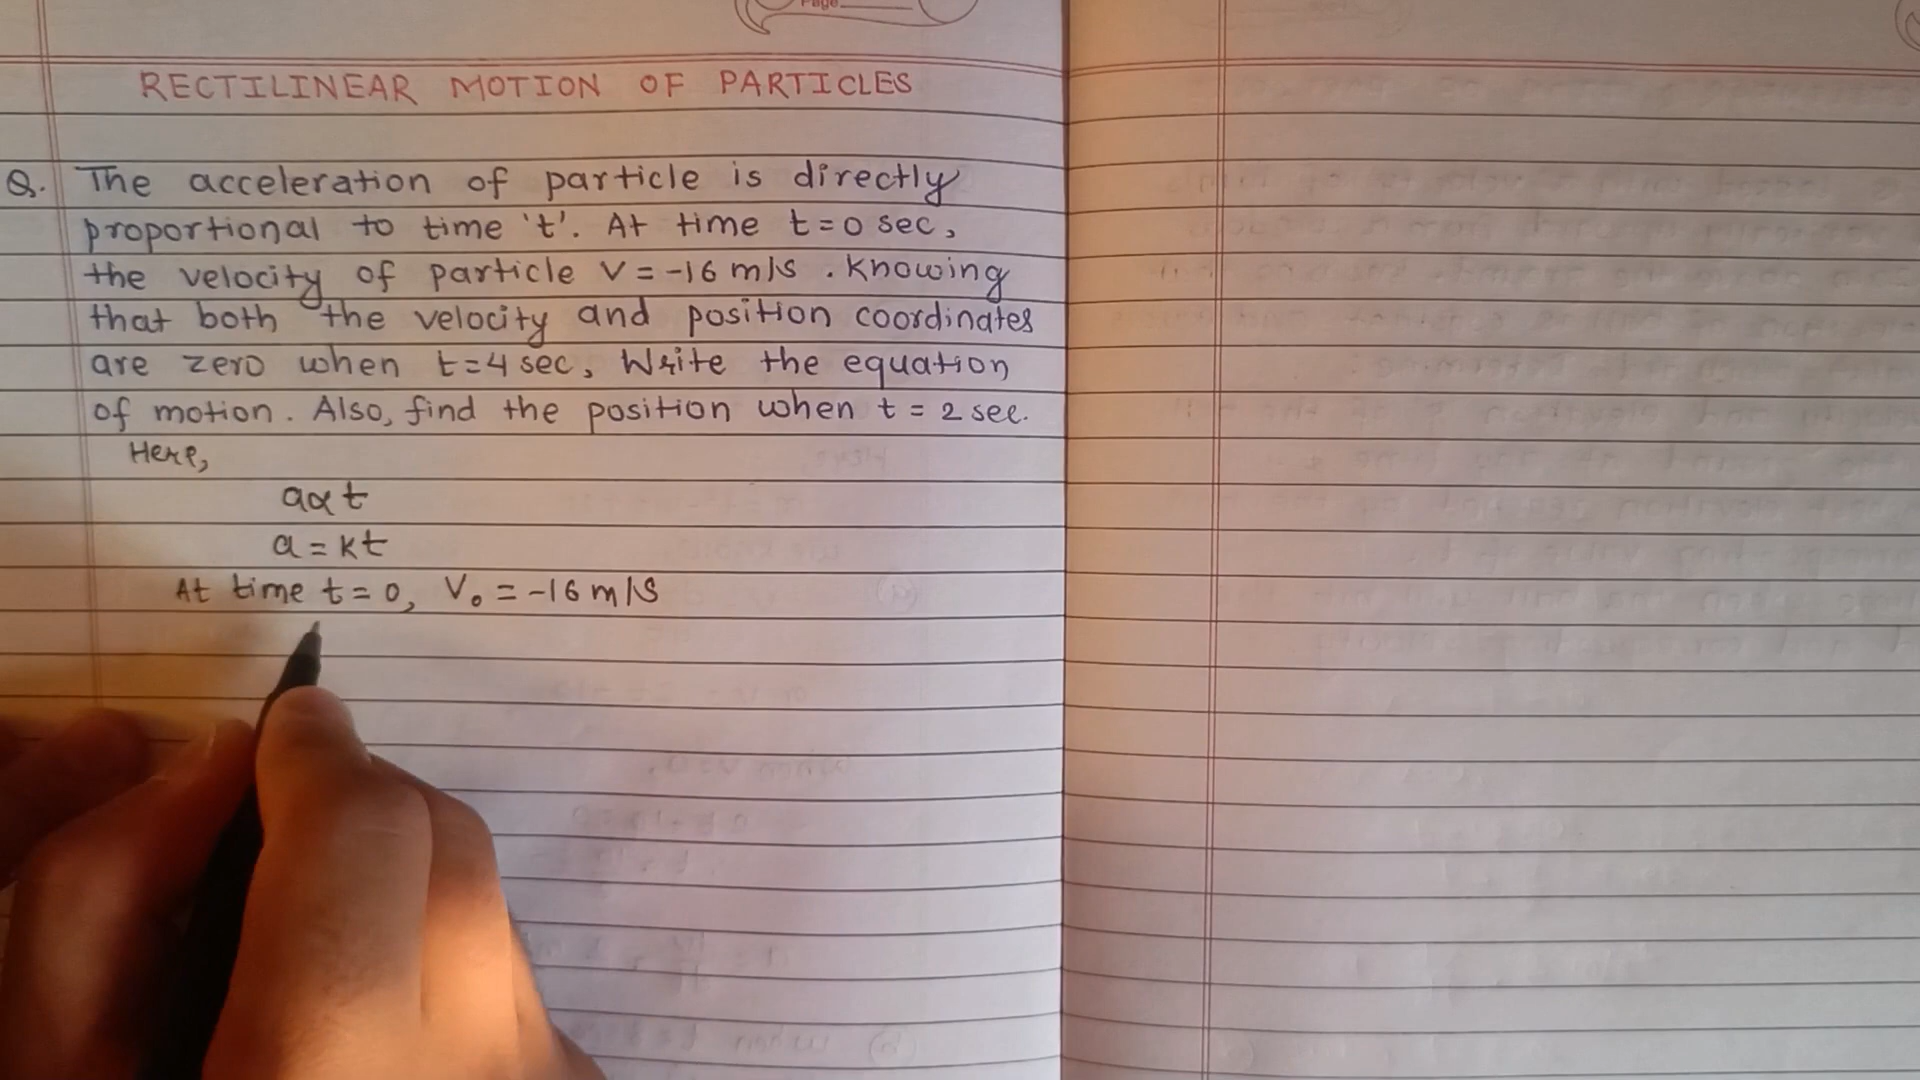 Page
RECTILINEAR MOTION OF PARTICLES
Q. The acceleration of particle is directly
proportional to time 't'. At time t=0 sec,
the velocity of particle V = -16 m/s. Knowing
that both the velocity and position coordinates
are zero when t=4 sec, Write the equation
of motion. Also, find the position when t = 2 sec.
Here,
a α t
a = kt
At time t = 0, V₀ = -16 m/s